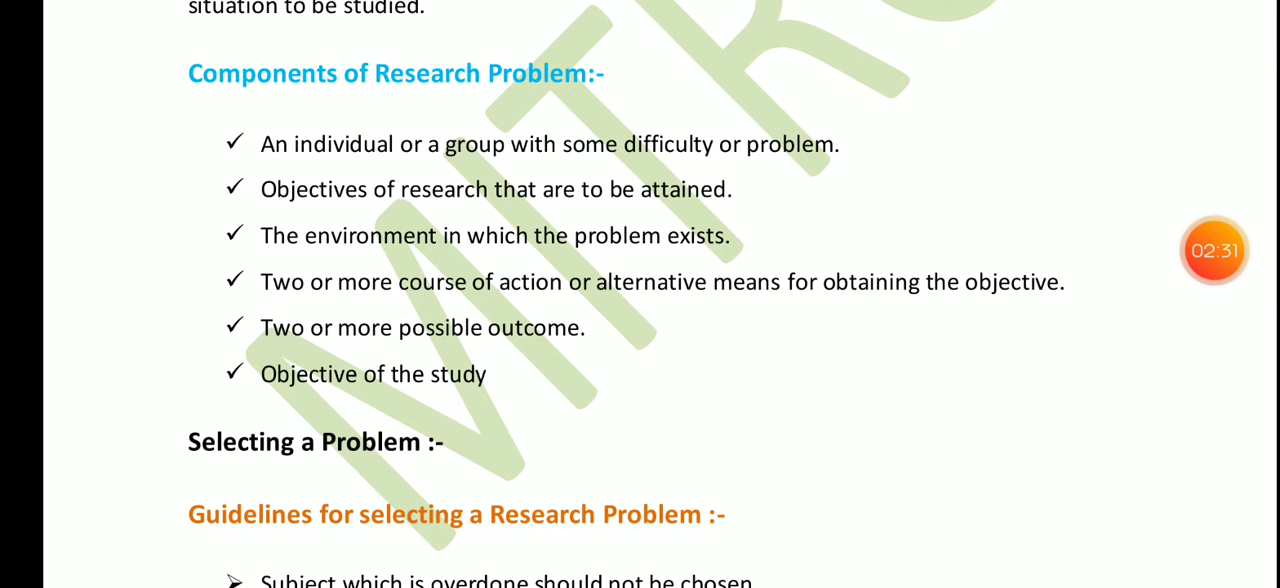 situation to be studied.
Components of Research Problem:-
✓ An individual or a group with some difficulty or problem.
✓ Objectives of research that are to be attained.
✓ The environment in which the problem exists.
✓ Two or more course of action or alternative means for obtaining the objective.
✓ Two or more possible outcome.
✓ Objective of the study
02:31
Selecting a Problem :-
Guidelines for selecting a Research Problem :-
➢ Subject which is overdone should not be chosen